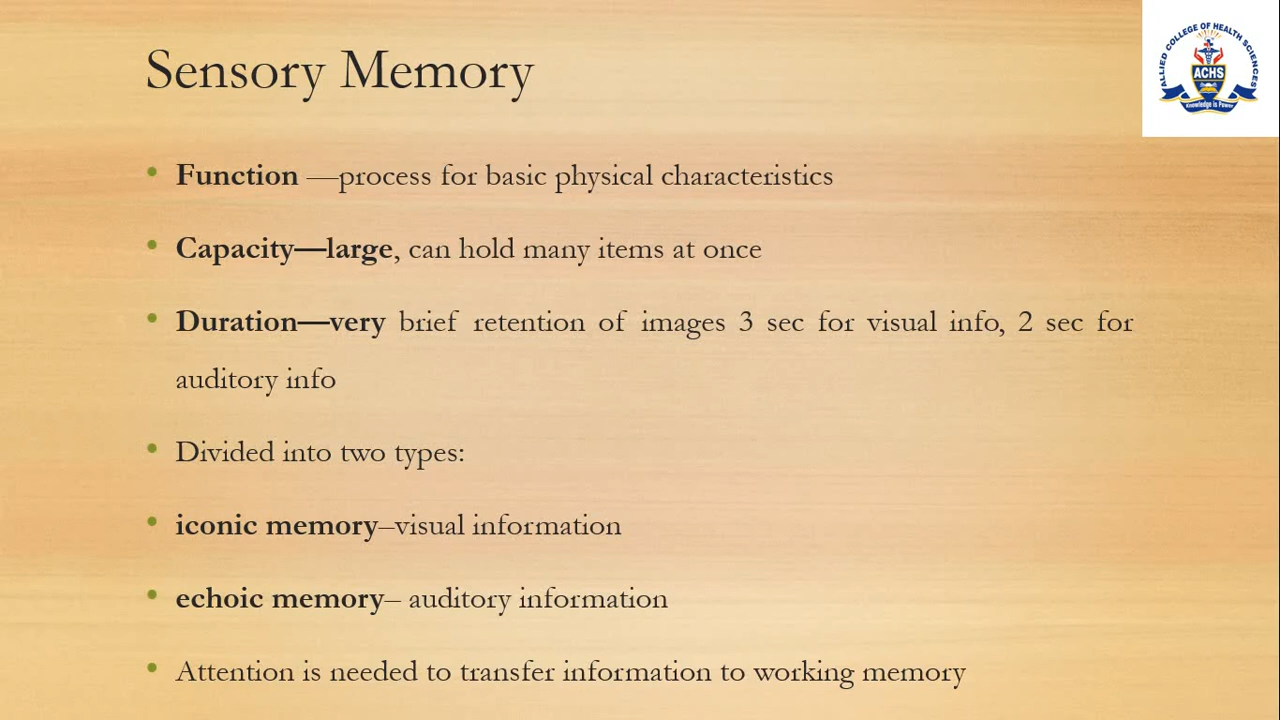 Sensory Memory
ALLIED COLLEGE OF HEALTH SCIENCES
ACHS
Knowledge is Power
• Function —process for basic physical characteristics
• Capacity—large, can hold many items at once
• Duration—very brief retention of images 3 sec for visual info, 2 sec for
auditory info
• Divided into two types:
• iconic memory–visual information
• echoic memory– auditory information
• Attention is needed to transfer information to working memory